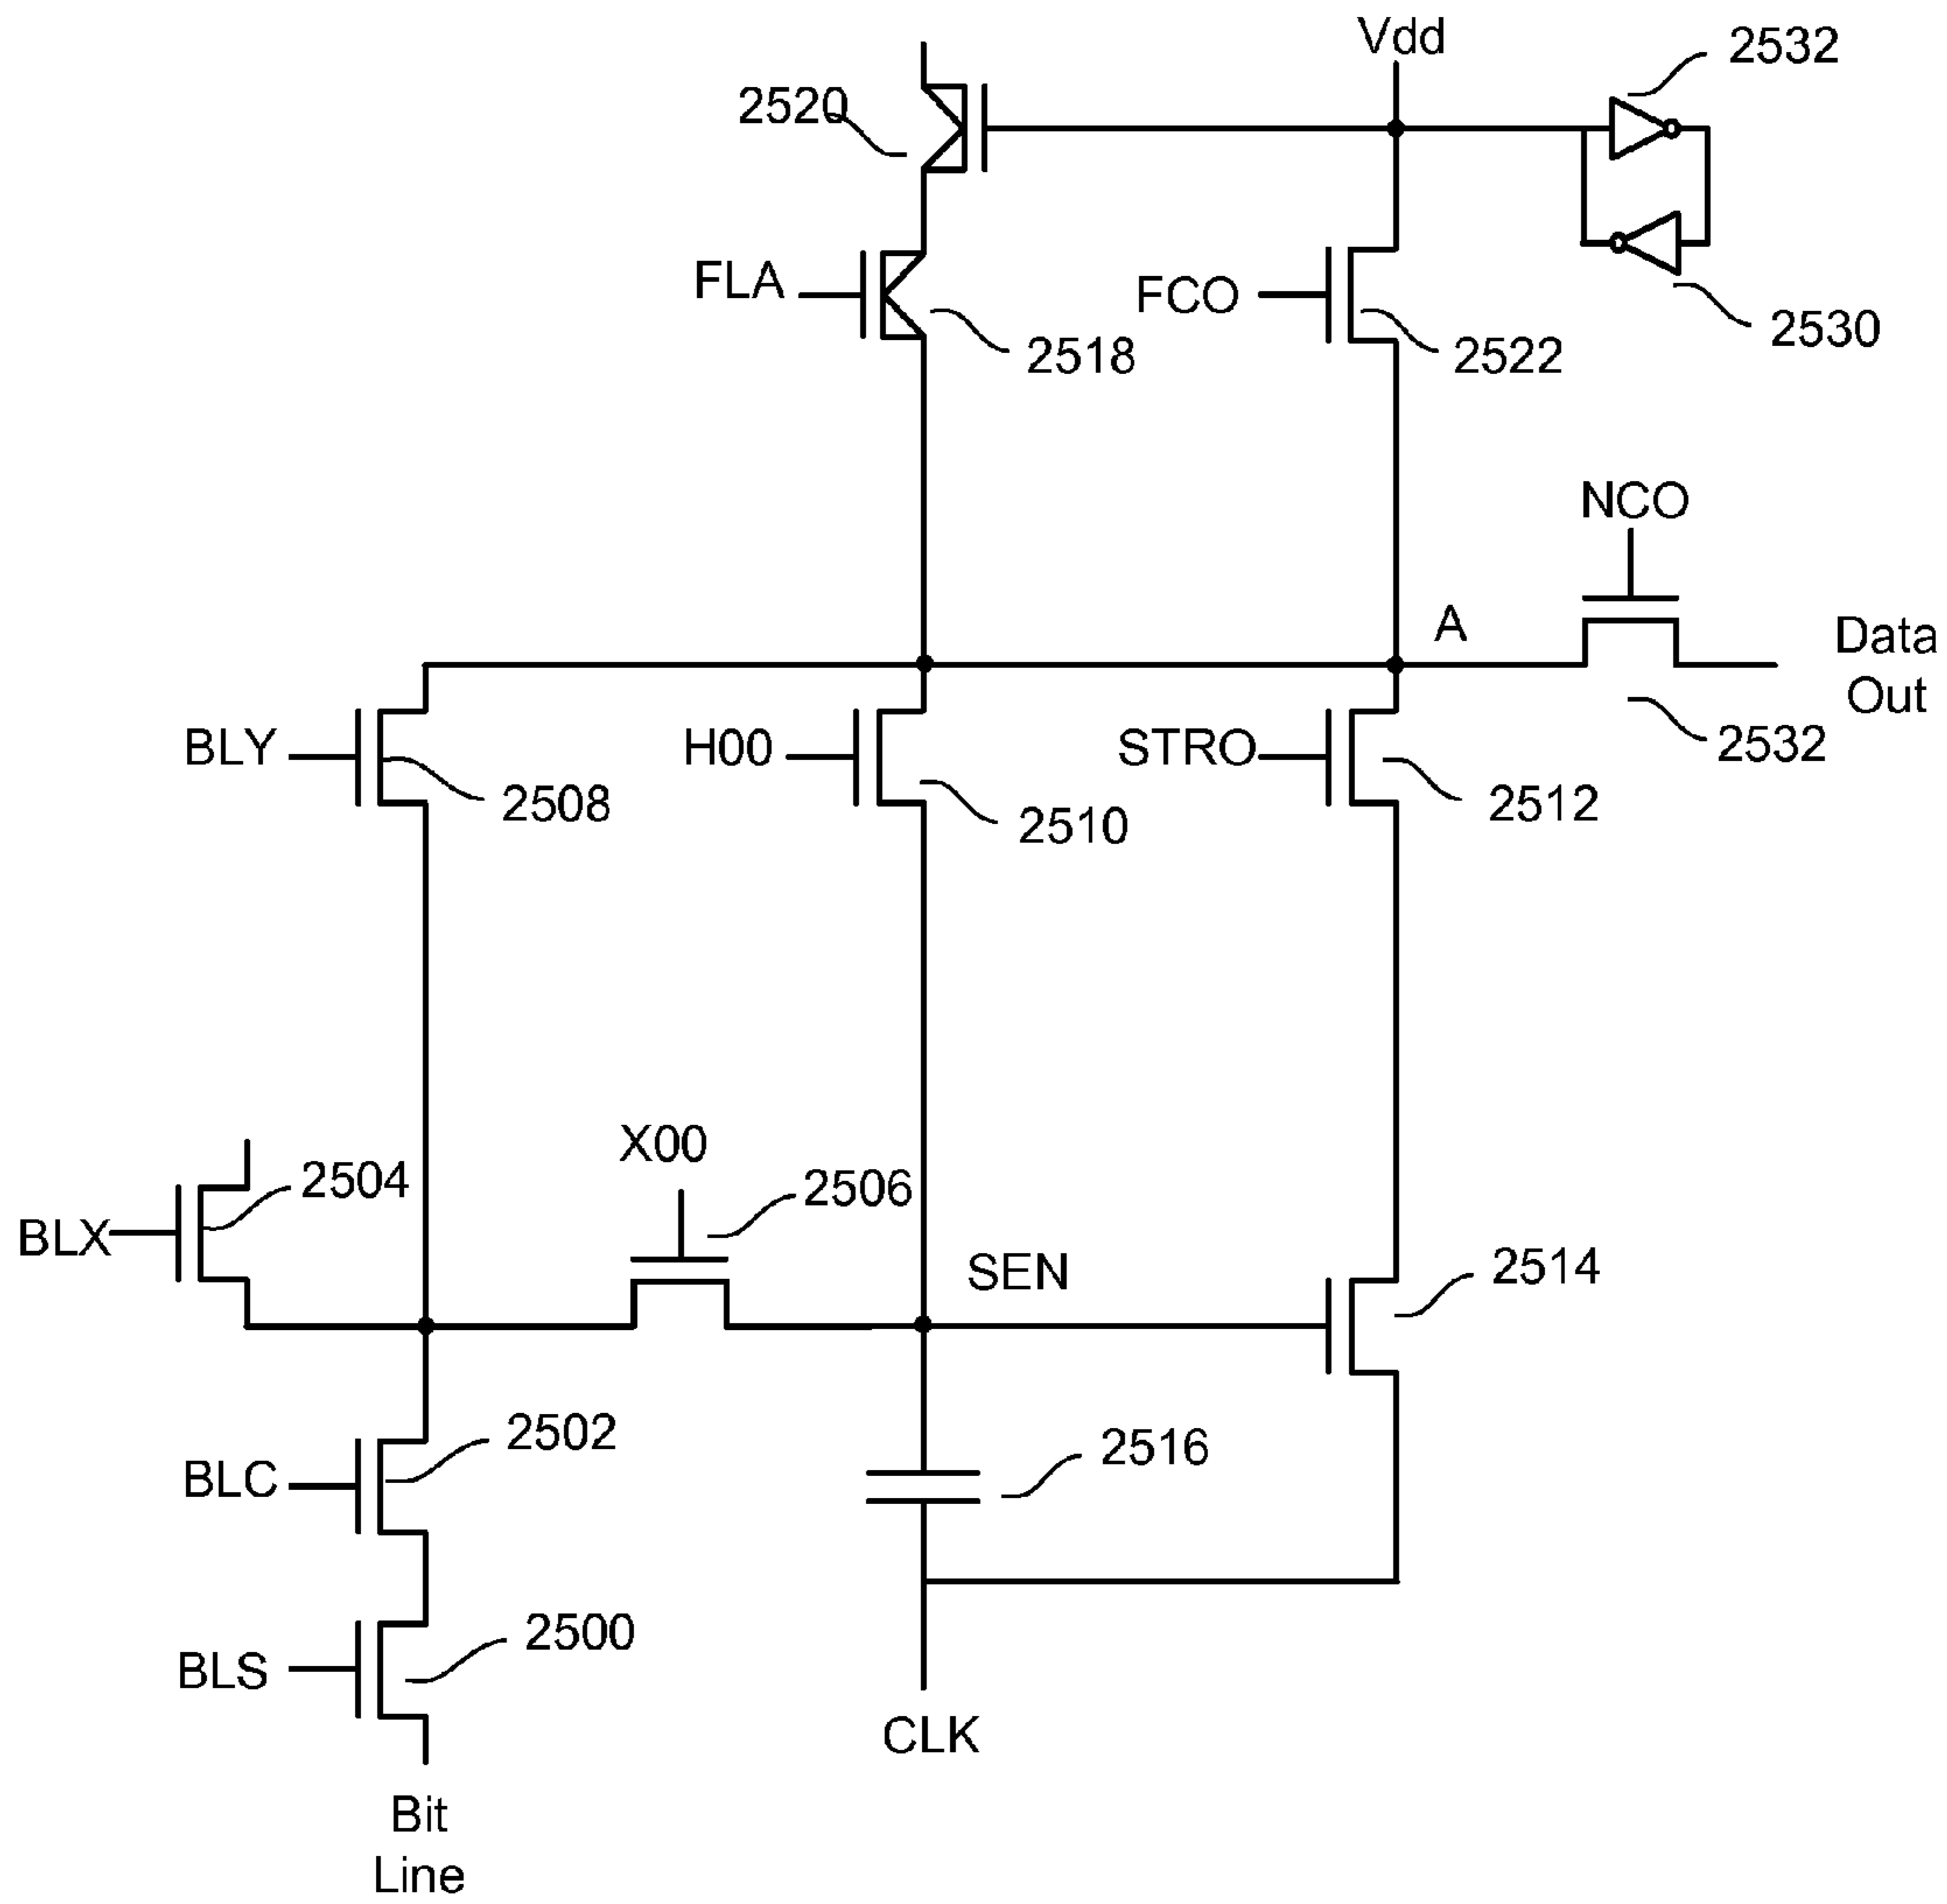 Vdd
2532
2520
FLA
FCO
2530
2518
2522
NCO
A
Data
Out
BLY
H00
STRO
2532
2508
2510
2512
X00
2504
2506
BLX
SEN
2514
2502
2516
BLC
2500
BLS
CLK
Bit
Line